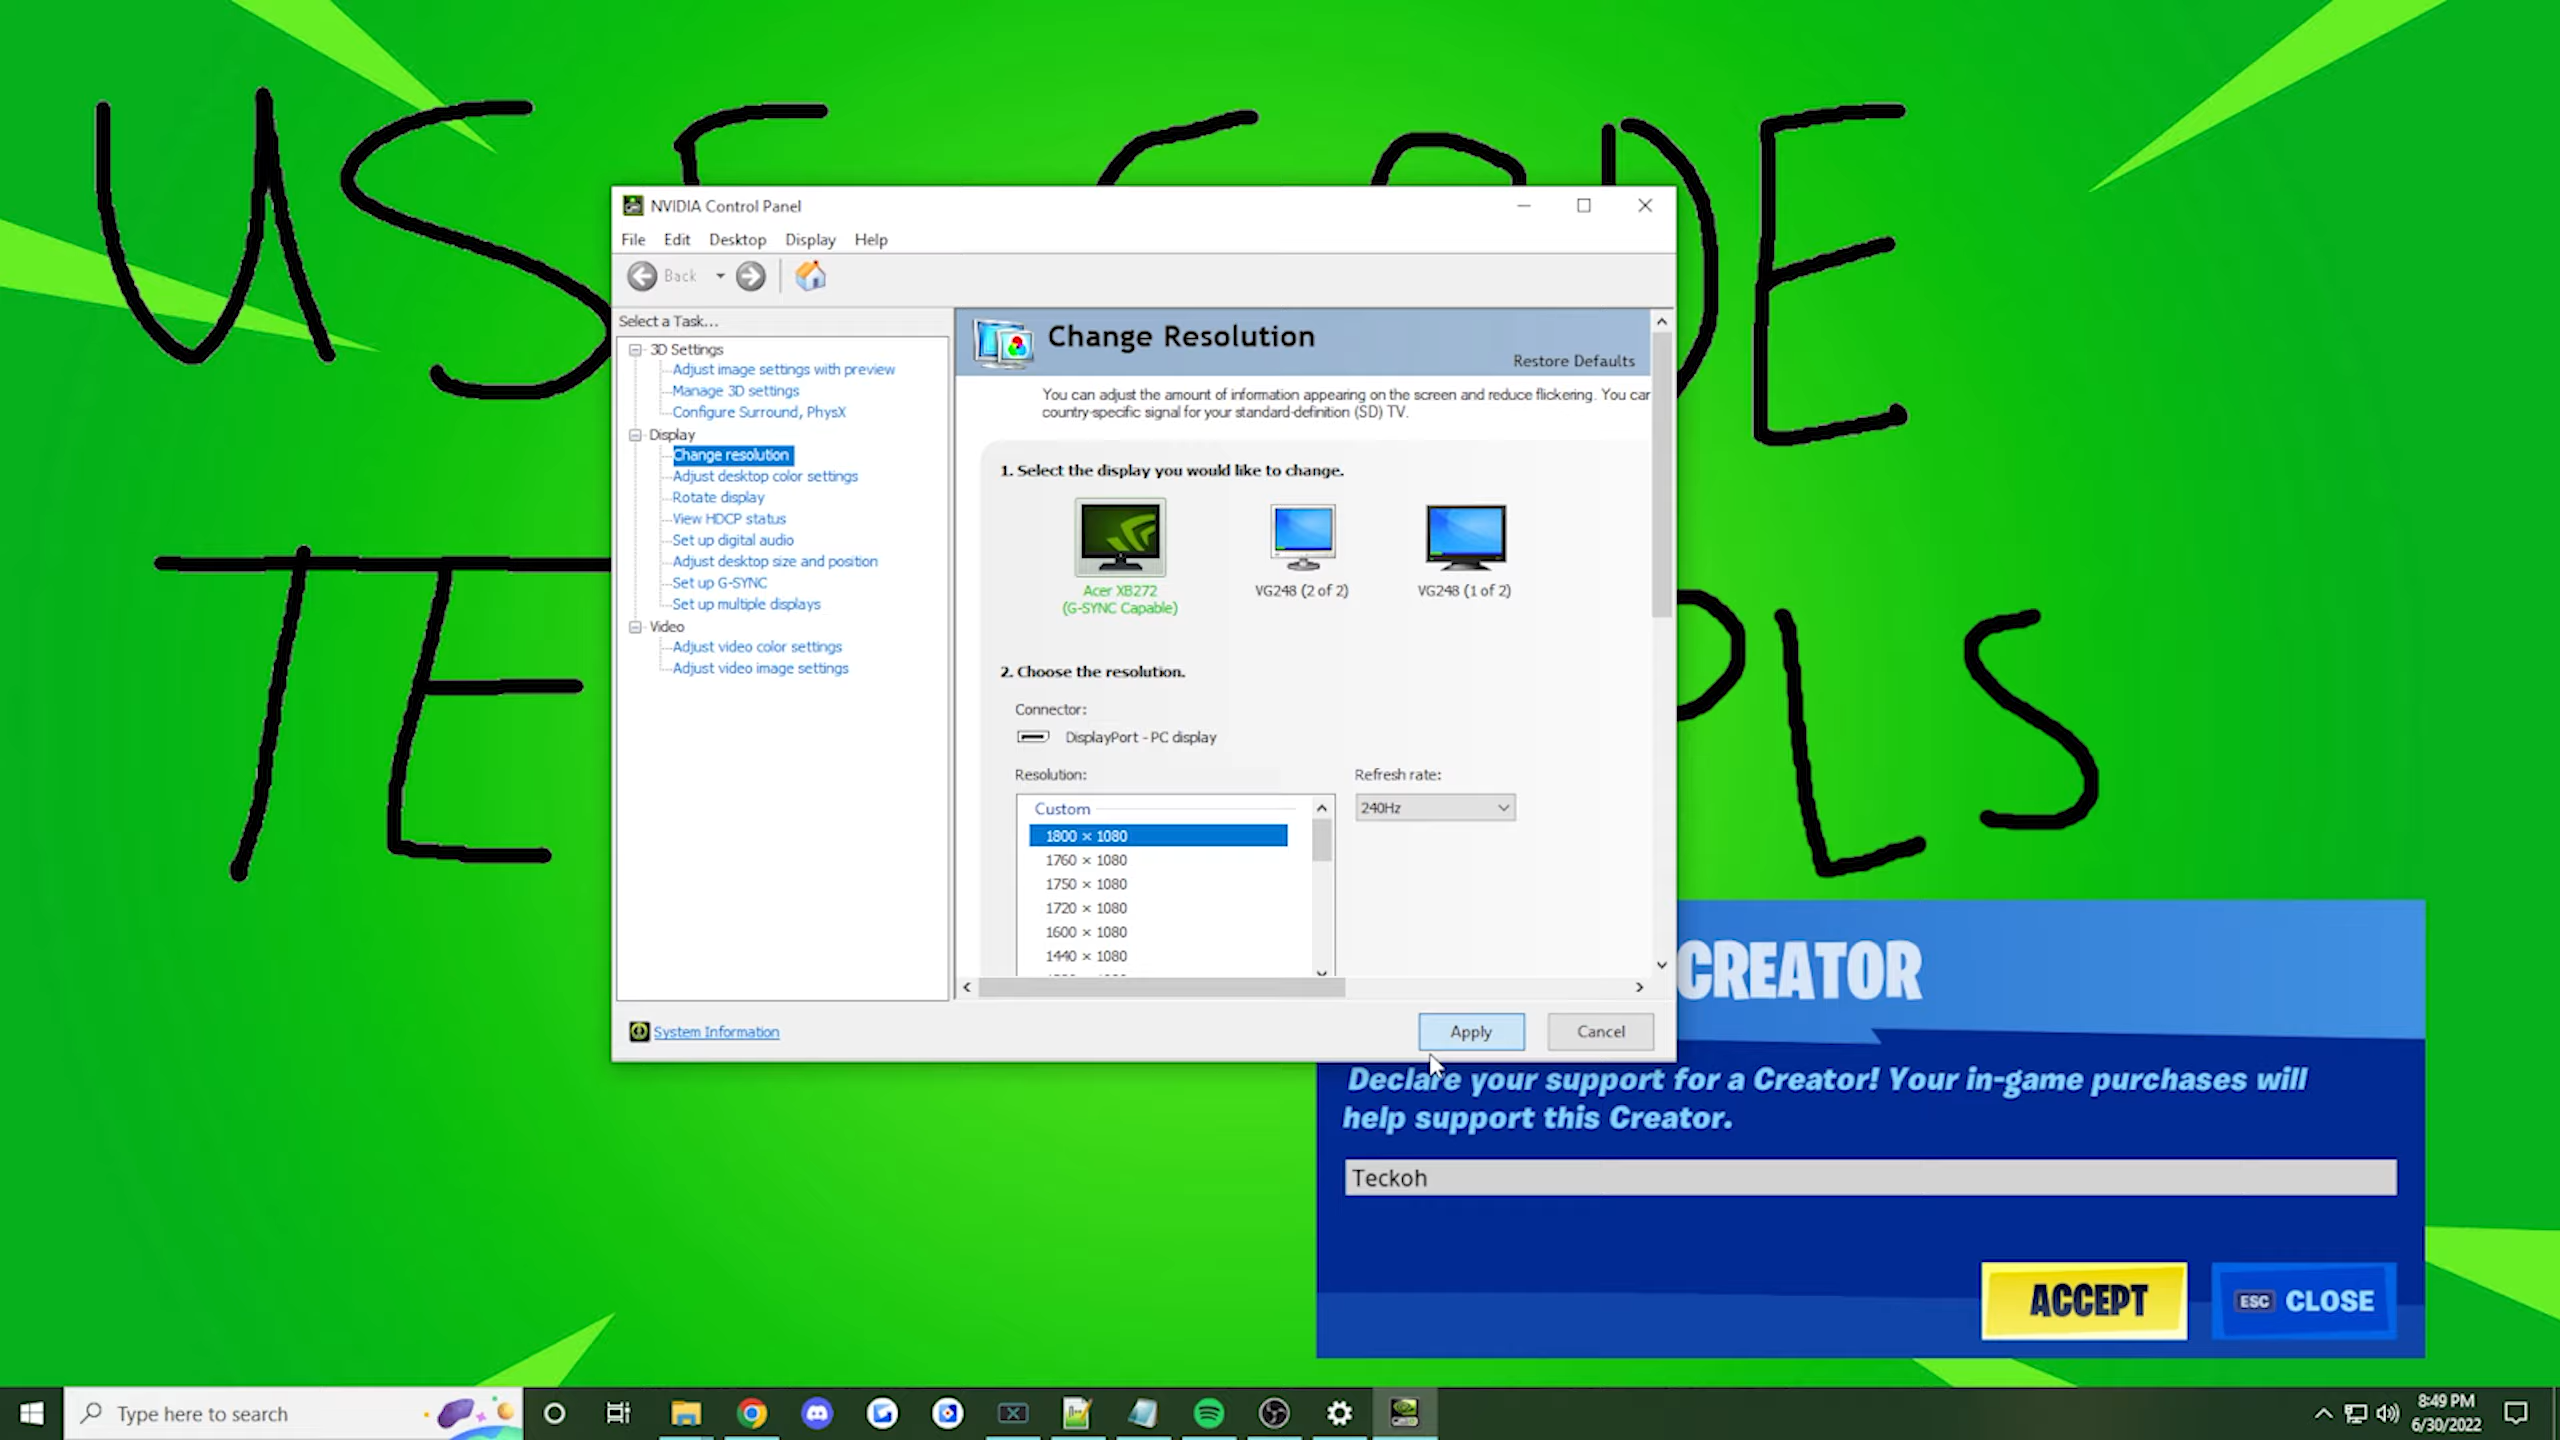 USE CODE
TE PLS
NVIDIA Control Panel
File Edit Desktop Display Help
Back
Select a Task...
3D Settings
Adjust image settings with preview
Manage 3D settings
Configure Surround, PhysX
Display
Change resolution
Adjust desktop color settings
Rotate display
View HDCP status
Set up digital audio
Adjust desktop size and position
Set up G-SYNC
Set up multiple displays
Video
Adjust video color settings
Adjust video image settings
System Information
Change Resolution
Restore Defaults
You can adjust the amount of information appearing on the screen and reduce flickering. You car
country-specific signal for your standard-definition (SD) TV.
1. Select the display you would like to change.
Acer XB272
(G-SYNC Capable)
VG248 (2 of 2)
VG248 (1 of 2)
2. Choose the resolution.
Connector:
DisplayPort - PC display
Resolution:
Refresh rate:
Custom
240Hz
1800 × 1080
1760 × 1080
1750 × 1080
1720 × 1080
1600 × 1080
1440 × 1080
Apply Cancel
CREATOR
Declare your support for a Creator! Your in-game purchases will
help support this Creator.
Teckoh
ACCEPT
ESC CLOSE
Type here to search
8:49 PM
6/30/2022